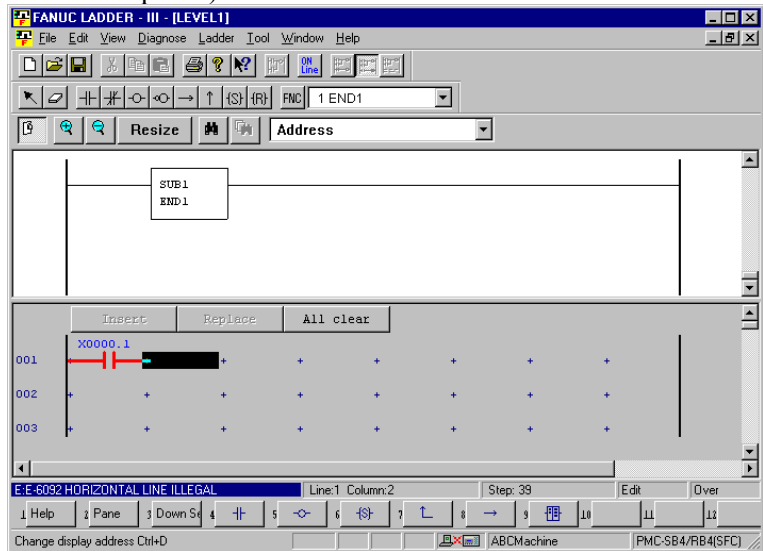 FANUC LADDER - III - [LEVEL1]
File Edit View Diagnose Ladder Tool Window Help
ON Line
(S) (R) FNC 1 END1
Resize Address
SUB1
END1
Insert Replace All clear
X0000.1
001
002
003
E:E-6092 HORIZONTAL LINE ILLEGAL Line:1 Column:2 Step: 39 Edit Over
1 Help 2 Pane 3 Down Se 4 5 6 (S) 7 8 9 10 11 12
Change display address Ctrl+D ABCMachine PMC-SB4/RB4(SFC)